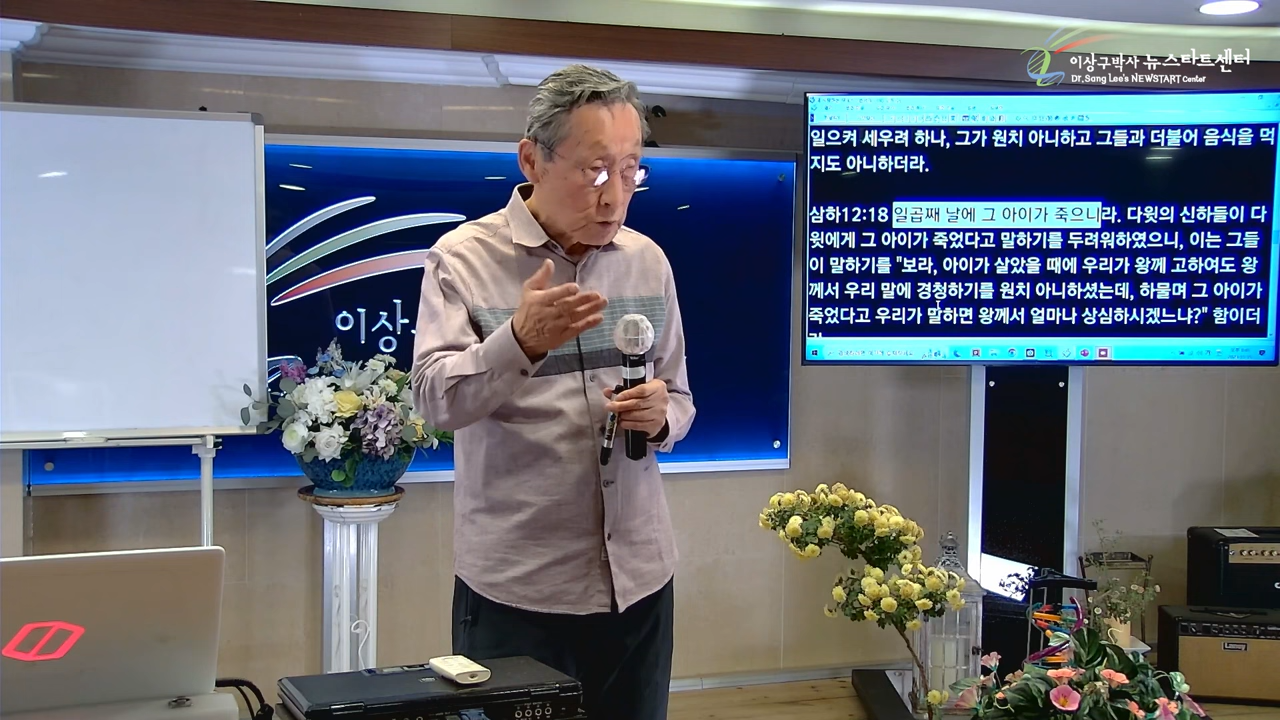 이상구박사 뉴스타트센터
Dr. Sang Lee's NEWSTART Center
일으켜 세우려 하나, 그가 원치 아니하고 그들과 더불어 음식을 먹
지도 아니하더라.
삼하12:18 일곱째 날에 그 아이가 죽으니라. 다윗의 신하들이 다
윗에게 그 아이가 죽었다고 말하기를 두려워하였으니, 이는 그들
이 말하기를 "보라, 아이가 살았을 때에 우리가 왕께 고하여도 왕
께서 우리 말에 경청하기를 원치 아니하셨는데, 하물며 그 아이가
죽었다고 우리가 말하면 왕께서 얼마나 상심하시겠느냐?" 함이더
이상
Laney